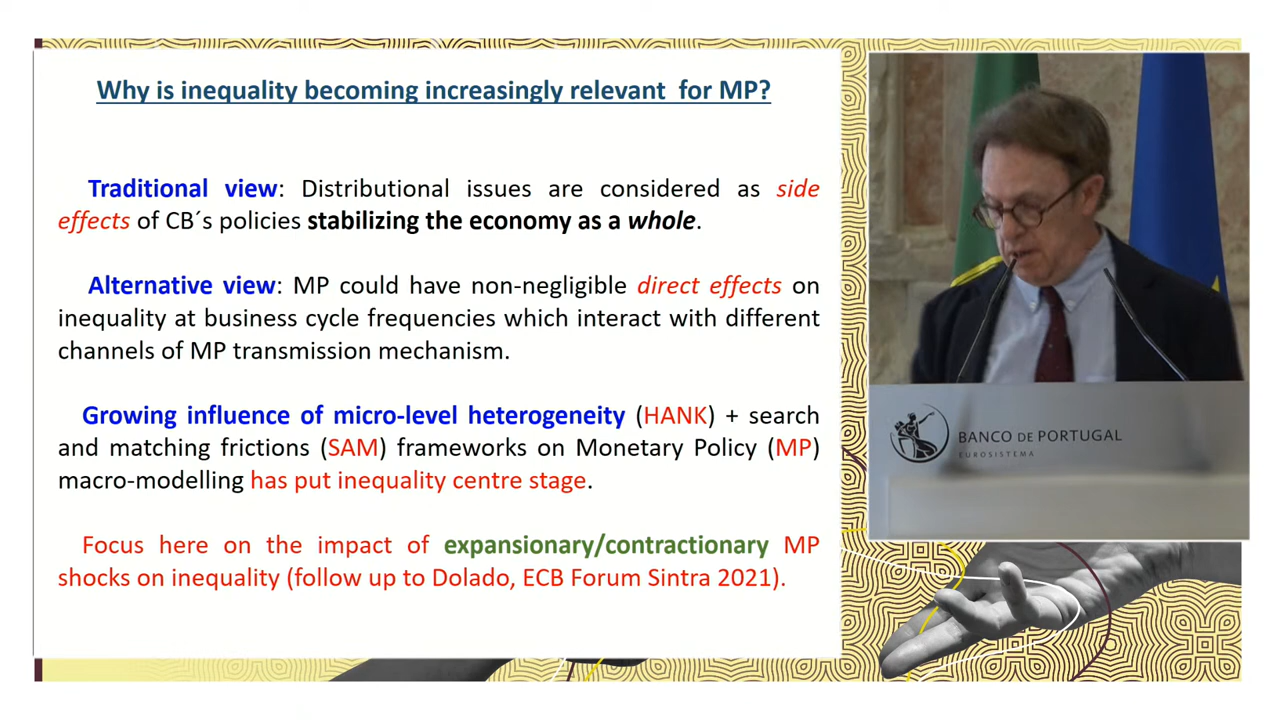 Why is inequality becoming increasingly relevant for MP?
Traditional view: Distributional issues are considered as side
effects of CB´s policies stabilizing the economy as a whole.
Alternative view: MP could have non-negligible direct effects on
inequality at business cycle frequencies which interact with different
channels of MP transmission mechanism.
Growing influence of micro-level heterogeneity (HANK) + search
and matching frictions (SAM) frameworks on Monetary Policy (MP)
macro-modelling has put inequality centre stage.
Focus here on the impact of expansionary/contractionary MP
shocks on inequality (follow up to Dolado, ECB Forum Sintra 2021).
BANCO DE PORTUGAL
EUROSISTEMA